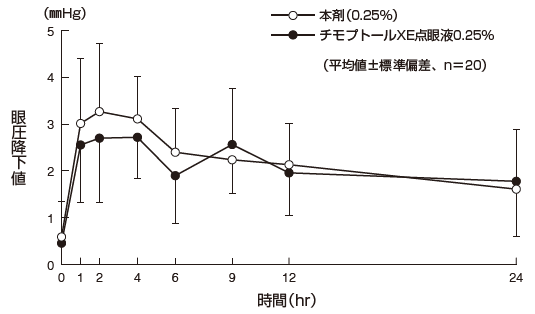 (mmHg)
本剤(0.25%)
チモプトールXE点眼液0.25%
(平均値±標準偏差、n=20)
眼圧降下値
5
4
3
2
1
0
0 1 2 4 6 9 12 24
時間(hr)